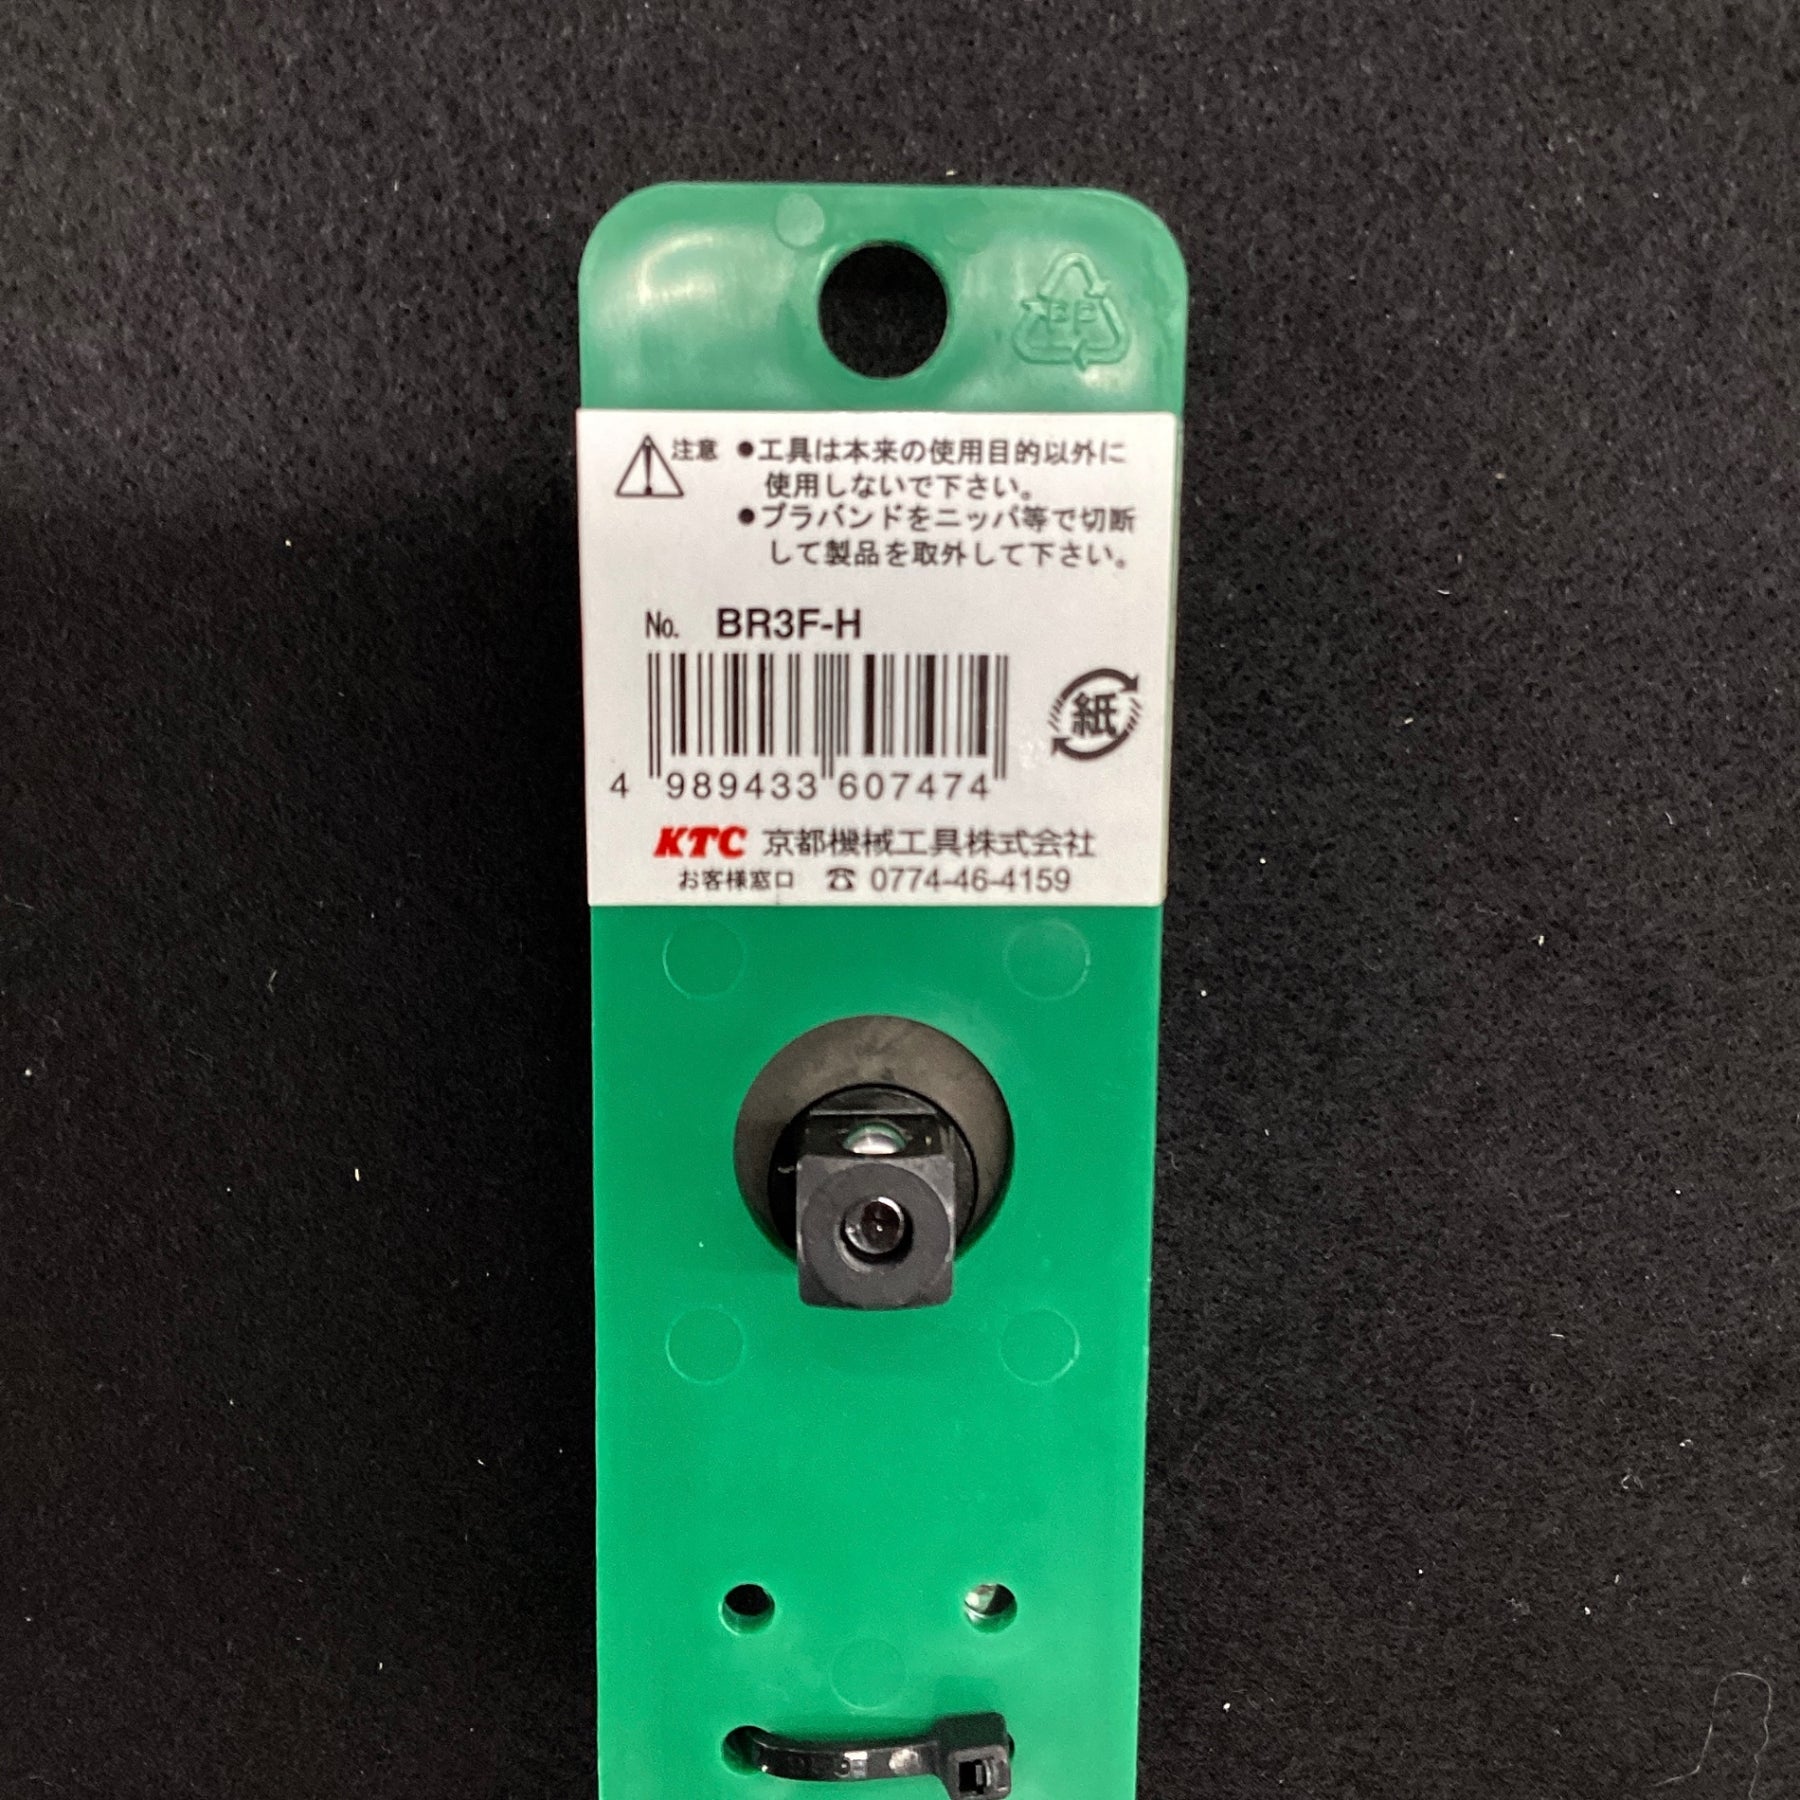 PP
注意
●工具は本来の使用目的以外に
使用しないで下さい。
●プラバンドをニッパ等で切断
して製品を取外して下さい。
No. BR3F-H
紙
4 989433 607474
KTC 京都機械工具株式会社
お客様窓口 ☎ 0774-46-4159